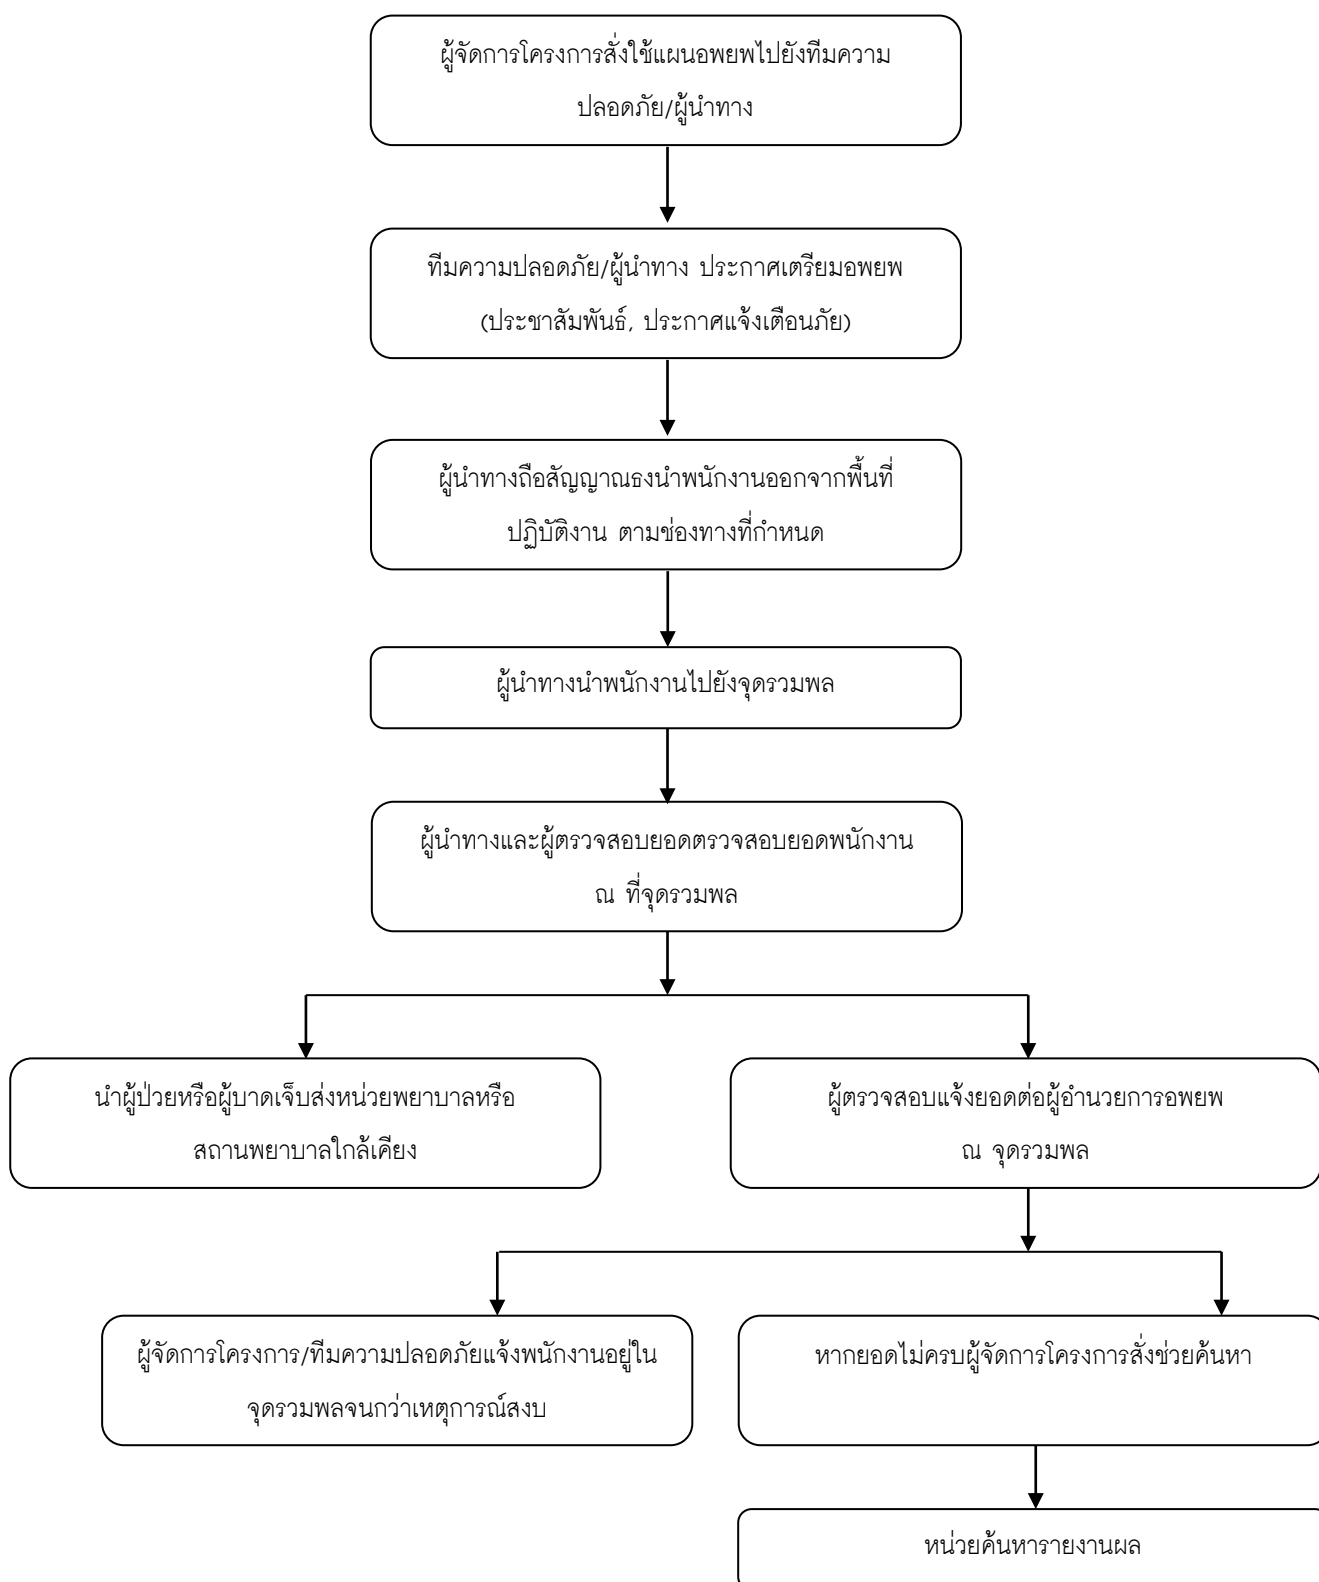 ผู้จัดการโครงการสั่งใช้แผนอพยพไปยังทีมความ
ปลอดภัย/ผู้นำทาง
ทีมความปลอดภัย/ผู้นำทาง ประกาศเตรียมอพยพ
(ประชาสัมพันธ์, ประกาศแจ้งเตือนภัย)
ผู้นำทางถือสัญญาณธงนำพนักงานออกจากพื้นที่
ปฏิบัติงาน ตามช่องทางที่กำหนด
ผู้นำทางนำพนักงานไปยังจุดรวมพล
ผู้นำทางและผู้ตรวจสอบยอดตรวจสอบยอดพนักงาน
ณ ที่จุดรวมพล
นำผู้ป่วยหรือผู้บาดเจ็บส่งหน่วยพยาบาลหรือ
สถานพยาบาลใกล้เคียง
ผู้ตรวจสอบแจ้งยอดต่อผู้อำนวยการอพยพ
ณ จุดรวมพล
ผู้จัดการโครงการ/ทีมความปลอดภัยแจ้งพนักงานอยู่ใน
จุดรวมพลจนกว่าเหตุการณ์สงบ
หากยอดไม่ครบผู้จัดการโครงการสั่งช่วยค้นหา
หน่วยค้นหารายงานผล